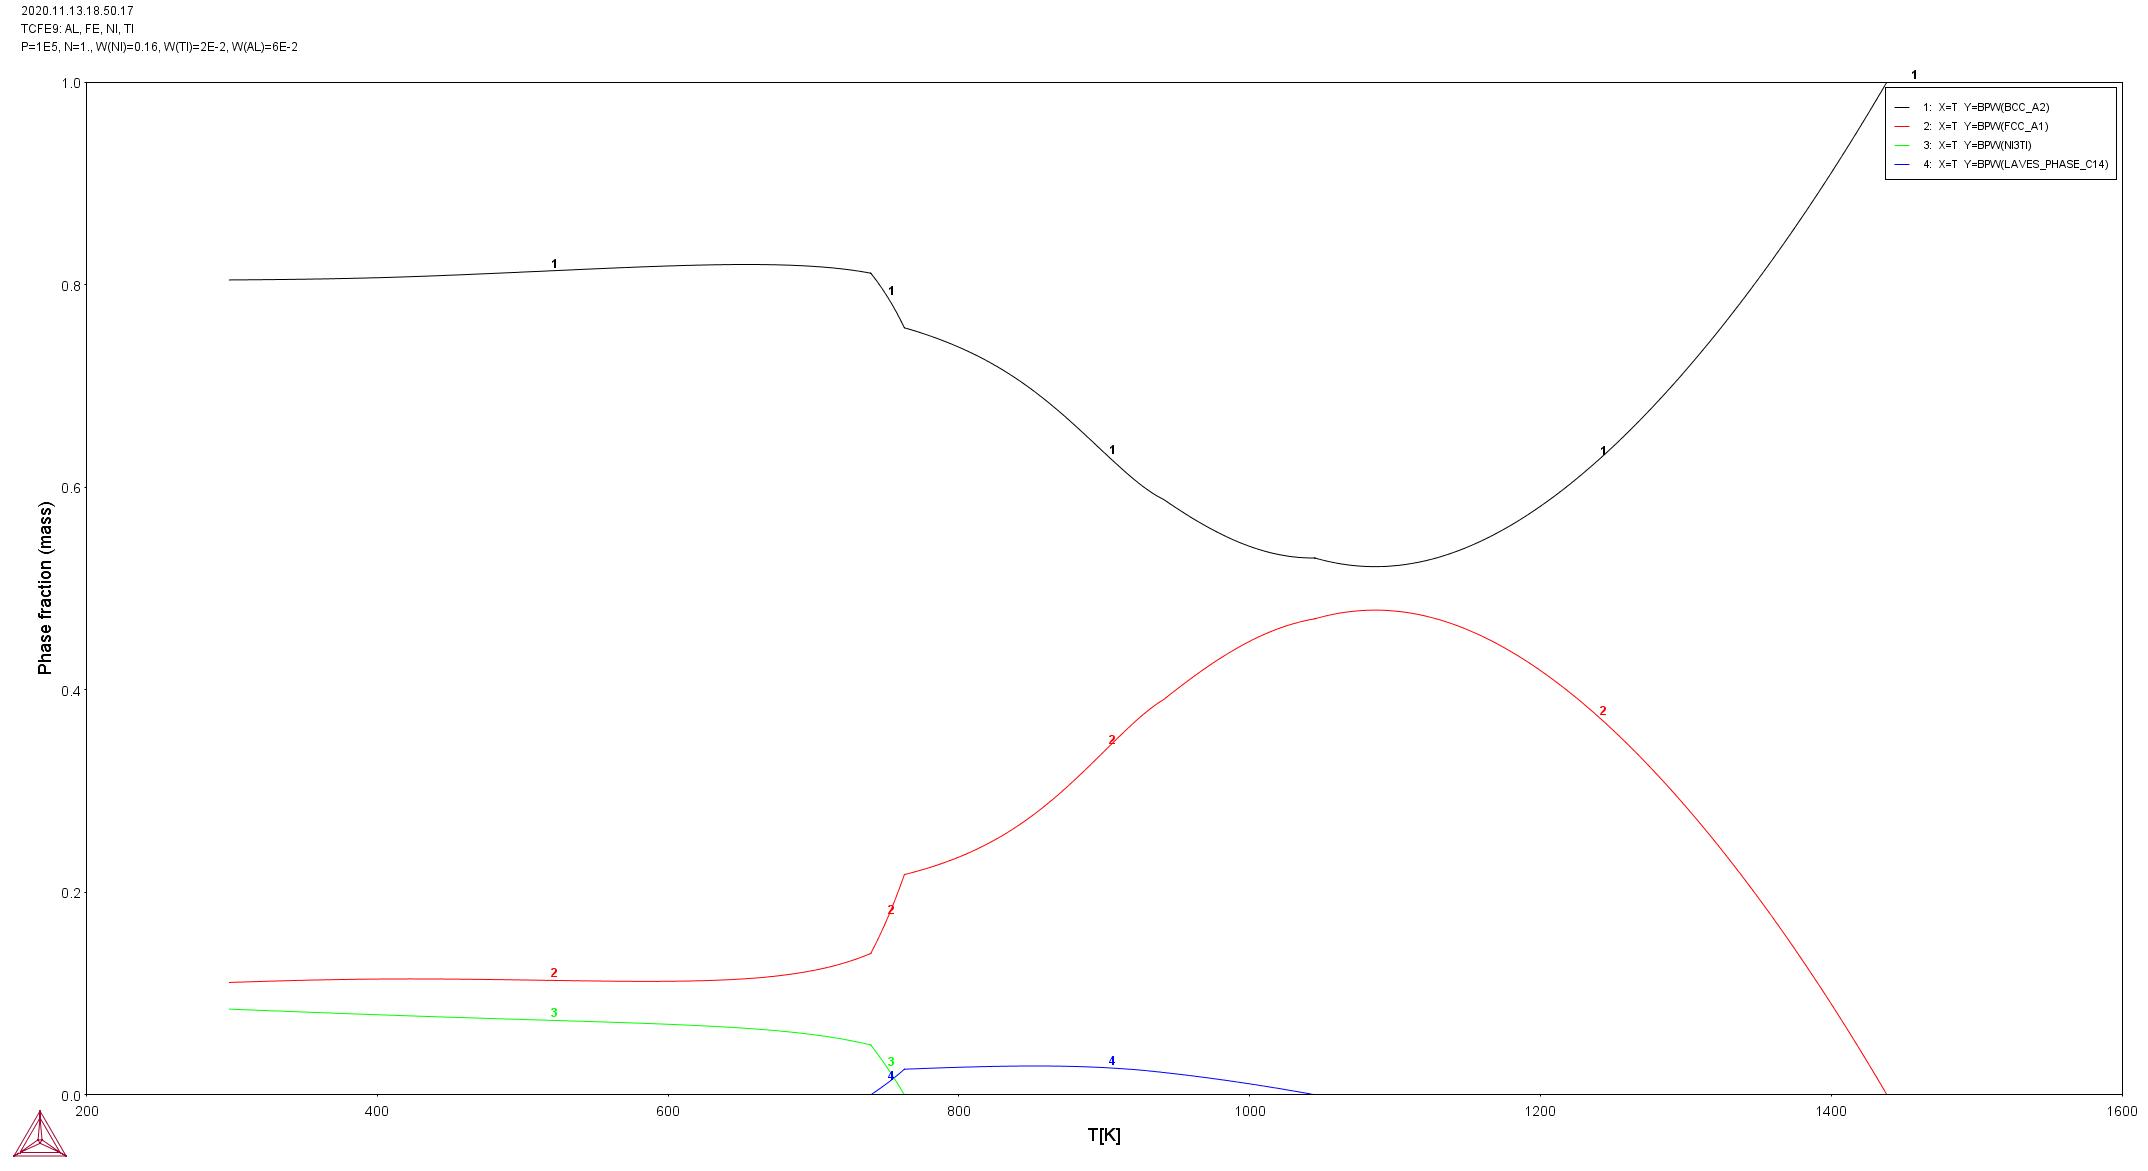 2020.11.13.18.50.17
TCFE9: AL, FE, NI, TI
P=1E5, N=1., W(NI)=0.16, W(TI)=2E-2, W(AL)=6E-2
1
1: X=T Y=BPW(BCC_A2)
2: X=T Y=BPW(FCC_A1)
3: X=T Y=BPW(NI3TI)
4: X=T Y=BPW(LAVES_PHASE_C14)
1.0
0.8
0.6
0.4
0.2
0.0
Phase fraction (mass)
1
1
1
1
2
2
2
2
3
3
4
4
200 400 600 800 1000 1200 1400 1600
T[K]